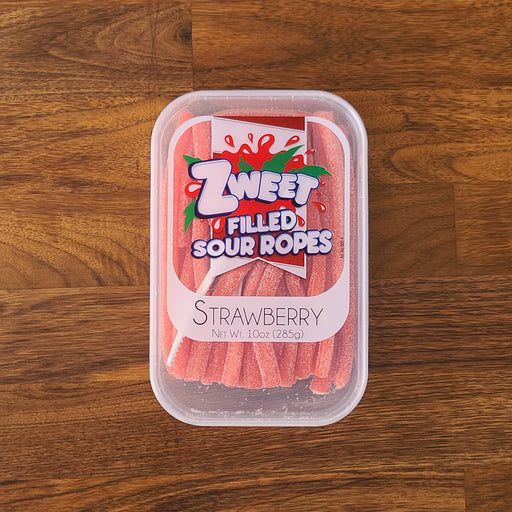 ZWEET
FILLED
SOUR ROPES
STRAWBERRY
NET WT. 10oz (285g)